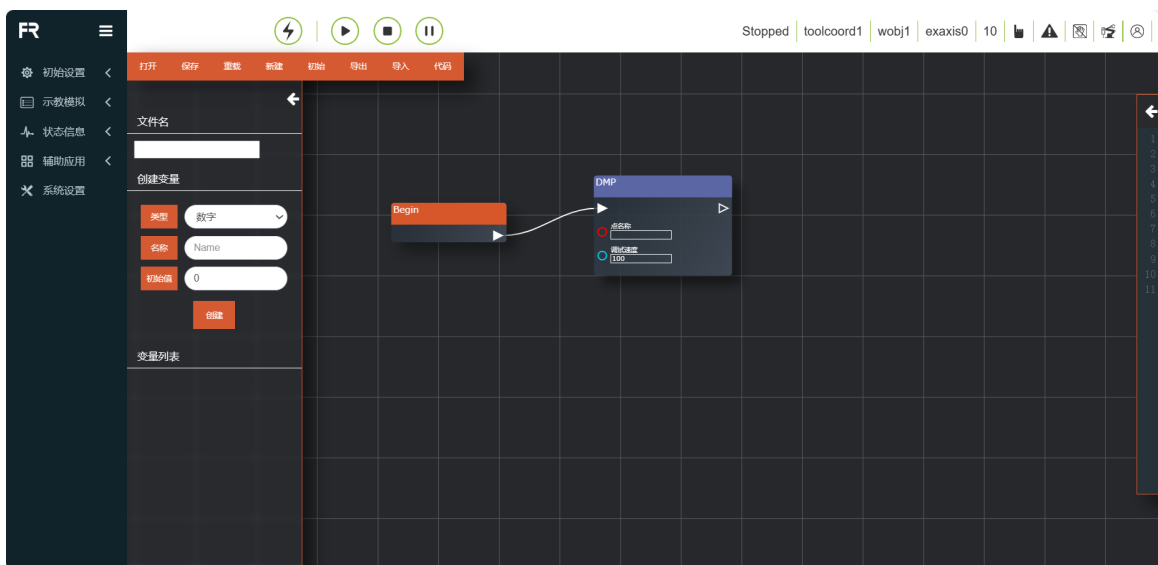 FR
Stopped toolcoord1 wobj1 exaxis0 10
初始设置
示教模拟
状态信息
辅助应用
系统设置
打开 保存 重载 新建 初始 导出 导入 代码
文件名
创建变量
类型 数字
名称 Name
初始值 0
创建
变量列表
Begin
DMP
点名称
调试速度
100
1
2
3
4
5
6
7
8
9
10
11